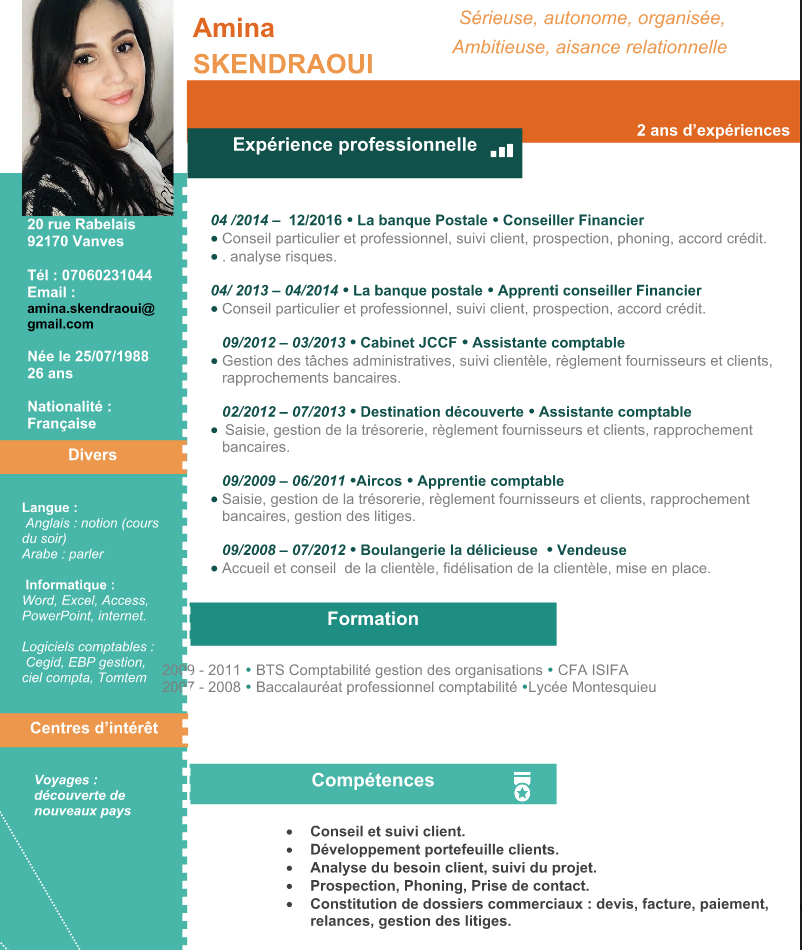 Amina
SKENDRAOUI
Sérieuse, autonome, organisée,
Ambitieuse, aisance relationnelle
2 ans d’expériences
20 rue Rabelais
92170 Vanves
Tél : 07060231044
Email :
amina.skendraoui@
gmail.com
Née le 25/07/1988
26 ans
Nationalité :
Française
Divers
Langue :
Anglais : notion (cours
du soir)
Arabe : parler
Informatique :
Word, Excel, Access,
PowerPoint, internet.
Logiciels comptables :
Cegid, EBP gestion,
ciel compta, Tomtem
Centres d’intérêt
Voyages :
découverte de
nouveaux pays
Expérience professionnelle
04 /2014 – 12/2016 • La banque Postale • Conseiller Financier
• Conseil particulier et professionnel, suivi client, prospection, phoning, accord crédit.
• . analyse risques.
04/ 2013 – 04/2014 • La banque postale • Apprenti conseiller Financier
• Conseil particulier et professionnel, suivi client, prospection, accord crédit.
09/2012 – 03/2013 • Cabinet JCCF • Assistante comptable
• Gestion des tâches administratives, suivi clientèle, règlement fournisseurs et clients,
rapprochements bancaires.
02/2012 – 07/2013 • Destination découverte • Assistante comptable
• Saisie, gestion de la trésorerie, règlement fournisseurs et clients, rapprochement
bancaires.
09/2009 – 06/2011 •Aircos • Apprentie comptable
• Saisie, gestion de la trésorerie, règlement fournisseurs et clients, rapprochement
bancaires, gestion des litiges.
09/2008 – 07/2012 • Boulangerie la délicieuse • Vendeuse
• Accueil et conseil de la clientèle, fidélisation de la clientèle, mise en place.
Formation
2009 - 2011 • BTS Comptabilité gestion des organisations • CFA ISIFA
2007 - 2008 • Baccalauréat professionnel comptabilité •Lycée Montesquieu
Compétences
• Conseil et suivi client.
• Développement portefeuille clients.
• Analyse du besoin client, suivi du projet.
• Prospection, Phoning, Prise de contact.
• Constitution de dossiers commerciaux : devis, facture, paiement,
relances, gestion des litiges.